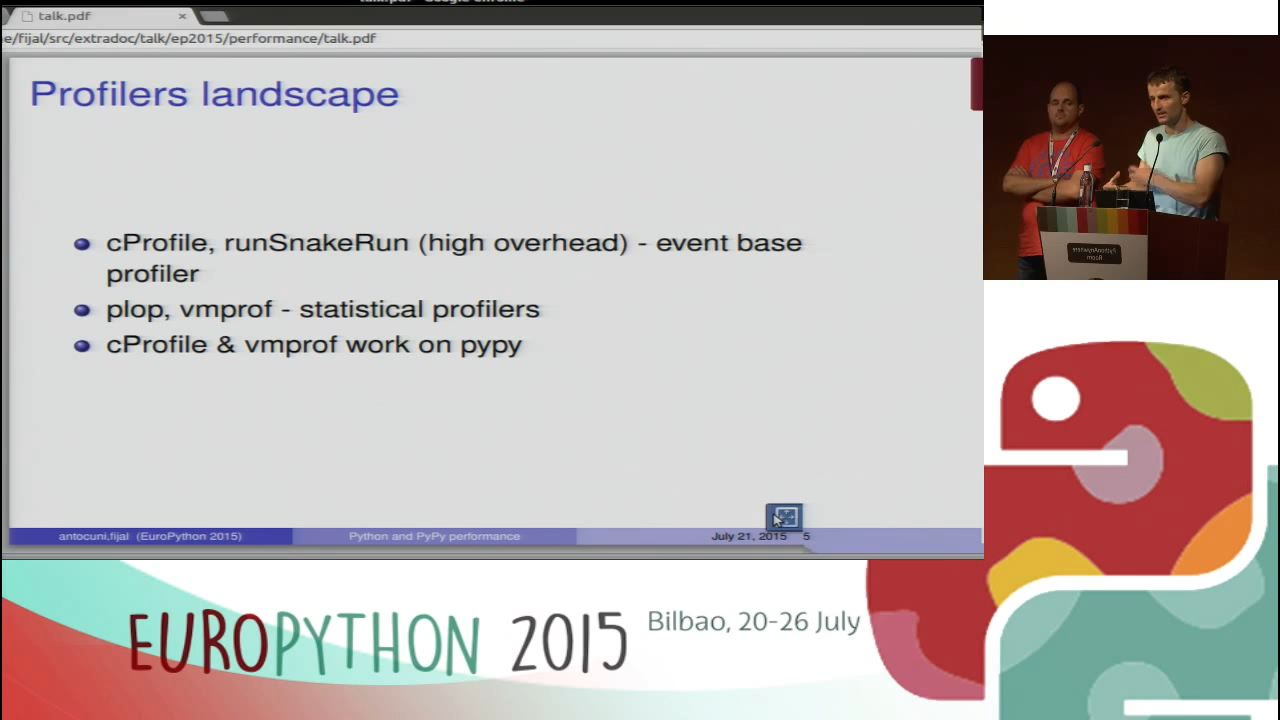 talk.pdf
e/fijal/src/extradoc/talk/ep2015/performance/talk.pdf
Profilers landscape
cProfile, runSnakeRun (high overhead) - event base
profiler
plop, vmprof - statistical profilers
cProfile & vmprof work on pypy
antocuni,fijal (EuroPython 2015)
Python and PyPy performance
July 21, 2015 5
EUROPYTHON 2015
Bilbao, 20-26 July